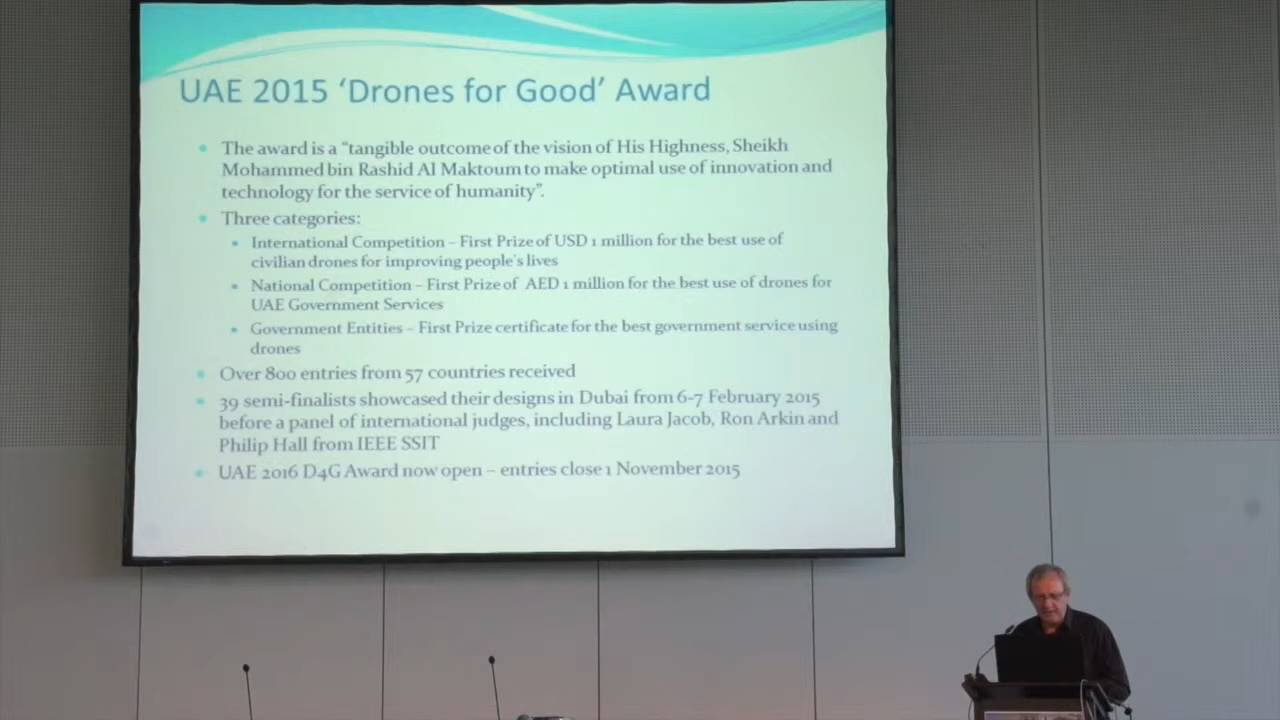 UAE 2015 ‘Drones for Good’ Award
The award is a “tangible outcome of the vision of His Highness, Sheikh
Mohammed bin Rashid Al Maktoum to make optimal use of innovation and
technology for the service of humanity”.
Three categories:
International Competition – First Prize of USD 1 million for the best use of
civilian drones for improving people's lives
National Competition – First Prize of AED 1 million for the best use of drones for
UAE Government Services
Government Entities – First Prize certificate for the best government service using
drones
Over 800 entries from 57 countries received
39 semi-finalists showcased their designs in Dubai from 6-7 February 2015
before a panel of international judges, including Laura Jacob, Ron Arkin and
Philip Hall from IEEE SSIT
UAE 2016 D4G Award now open – entries close 1 November 2015